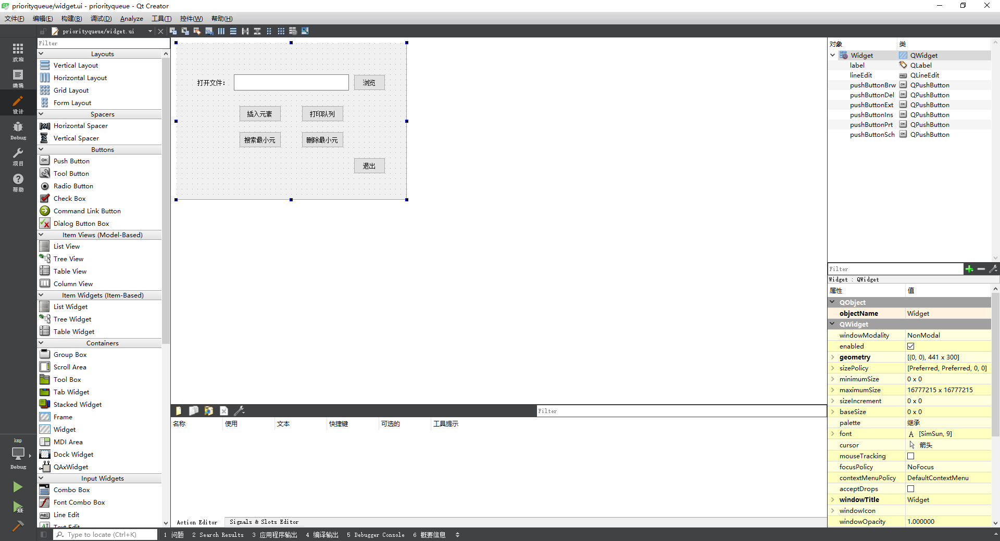 priorityqueue/widget.ui - priorityqueue - Qt Creator
文件(F) 编辑(E) 构建(B) 调试(D) Analyze 工具(T) 控件(W) 帮助(H)
priorityqueue/widget.ui
欢迎
编辑
设计
Debug
项目
帮助
kmp
Debug
Filter
Layouts
Vertical Layout
Horizontal Layout
Grid Layout
Form Layout
Spacers
Horizontal Spacer
Vertical Spacer
Buttons
OK Push Button
Tool Button
Radio Button
Check Box
Command Link Button
Dialog Button Box
Item Views (Model-Based)
List View
Tree View
Table View
Column View
Item Widgets (Item-Based)
List Widget
Tree Widget
Table Widget
Containers
Group Box
Scroll Area
Tool Box
Tab Widget
Stacked Widget
Frame
Widget
MDI Area
Dock Widget
QAxWidget
Input Widgets
Combo Box
Font Combo Box
Line Edit
Text Edit
打开文件: 浏览
插入元素 打印队列
搜索最小元 删除最小元
退出
Filter
名称 使用 文本 快捷键 可选的 工具提示
Action Editor Signals & Slots Editor
对象 类
Widget QWidget
label QLabel
lineEdit QLineEdit
pushButtonBrw QPushButton
pushButtonDel QPushButton
pushButtonExt QPushButton
pushButtonIns QPushButton
pushButtonPrt QPushButton
pushButtonSch QPushButton
Filter
Widget : QWidget
属性 值
QObject
objectName Widget
QWidget
windowModality NonModal
enabled
geometry [(0, 0), 441 x 300]
sizePolicy [Preferred, Preferred, 0, 0]
minimumSize 0 x 0
maximumSize 16777215 x 16777215
sizeIncrement 0 x 0
baseSize 0 x 0
palette 继承
font A [SimSun, 9]
cursor 箭头
mouseTracking
focusPolicy NoFocus
contextMenuPolicy DefaultContextMenu
acceptDrops
windowTitle Widget
windowIcon
windowOpacity 1.000000
Type to locate (Ctrl+K) 1 问题 2 Search Results 3 应用程序输出 4 编译输出 5 Debugger Console 6 概要信息